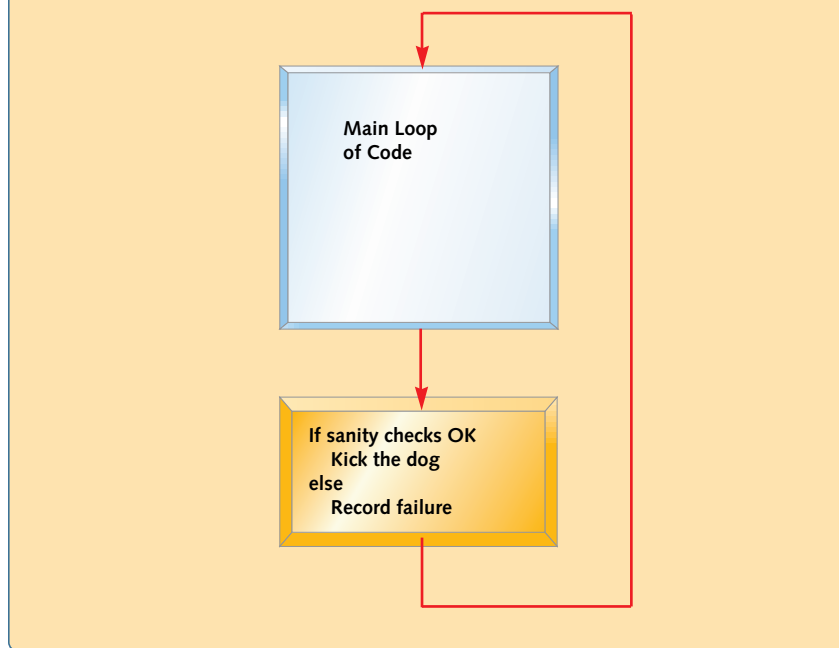 Main Loop
of Code
If sanity checks OK
Kick the dog
else
Record failure